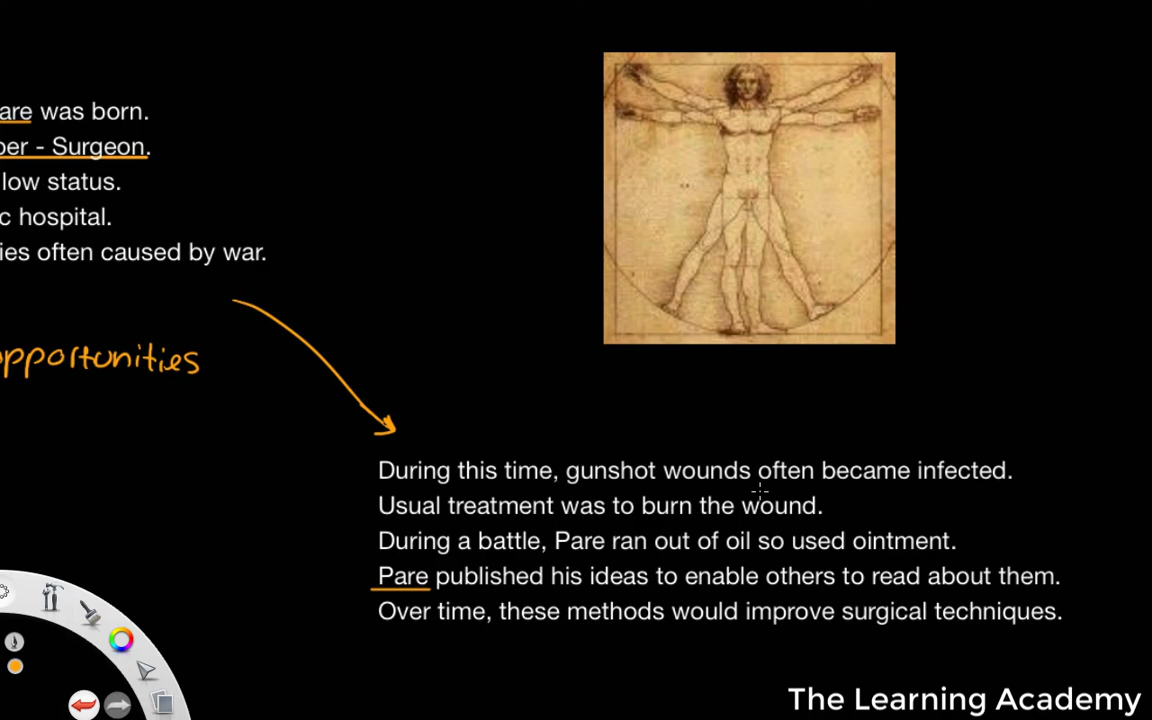 are was born.
ber - Surgeon.
low status.
c hospital.
ies often caused by war.
opportunities
During this time, gunshot wounds often became infected.
Usual treatment was to burn the wound.
During a battle, Pare ran out of oil so used ointment.
Pare published his ideas to enable others to read about them.
Over time, these methods would improve surgical techniques.
The Learning Academy